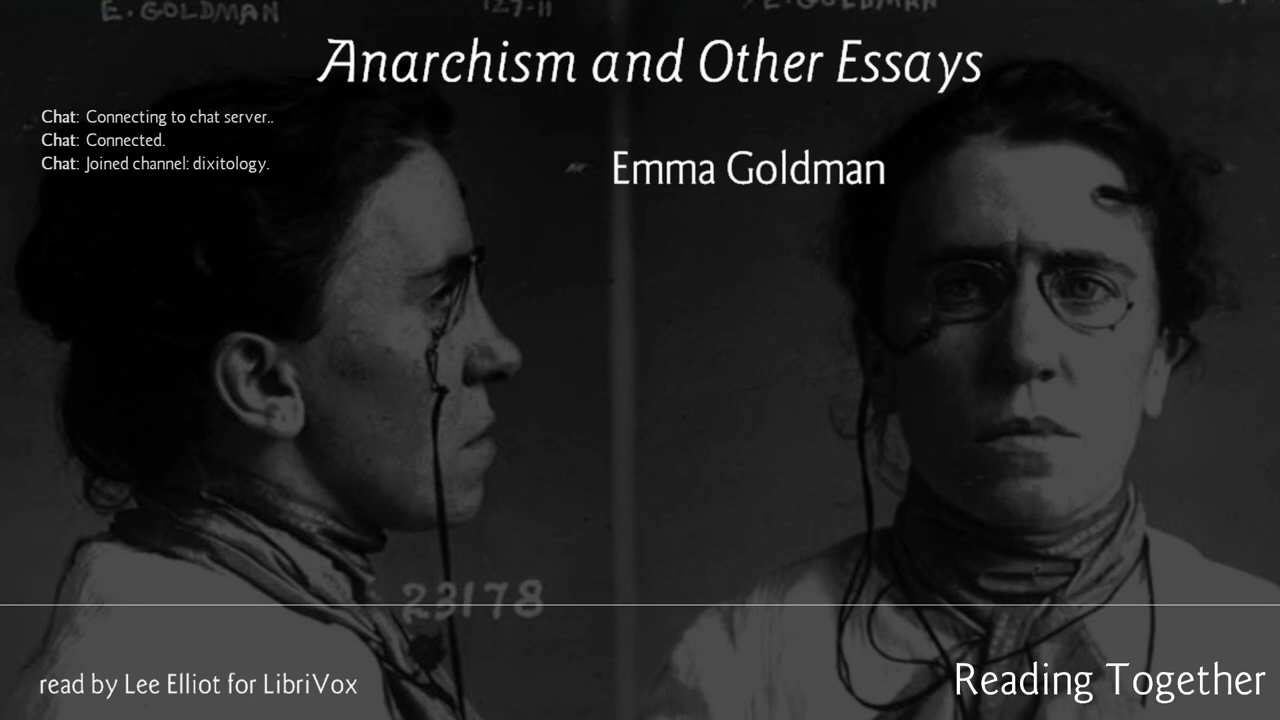 E. GOLDMAN
127-11
E. GOLDMAN
Anarchism and Other Essays
Chat: Connecting to chat server..
Chat: Connected.
Chat: Joined channel: dixitology.
Emma Goldman
23178
read by Lee Elliot for LibriVox
Reading Together